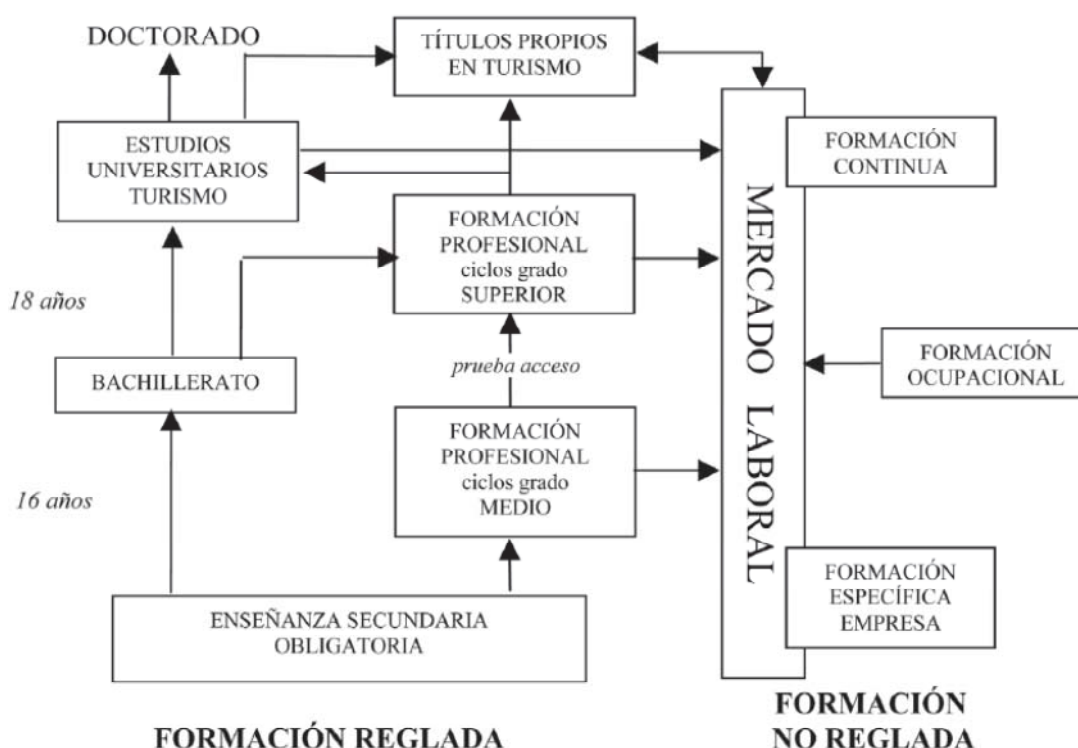 DOCTORADO
TÍTULOS PROPIOS
EN TURISMO
ESTUDIOS
UNIVERSITARIOS
TURISMO
FORMACIÓN
CONTINUA
FORMACIÓN
PROFESIONAL
ciclos grado
SUPERIOR
18 años
MERCADO LABORAL
prueba acceso
BACHILLERATO
FORMACIÓN
OCUPACIONAL
FORMACIÓN
PROFESIONAL
ciclos grado
MEDIO
16 años
FORMACIÓN
ESPECÍFICA
EMPRESA
ENSEÑANZA SECUNDARIA
OBLIGATORIA
FORMACIÓN REGLADA
FORMACIÓN
NO REGLADA